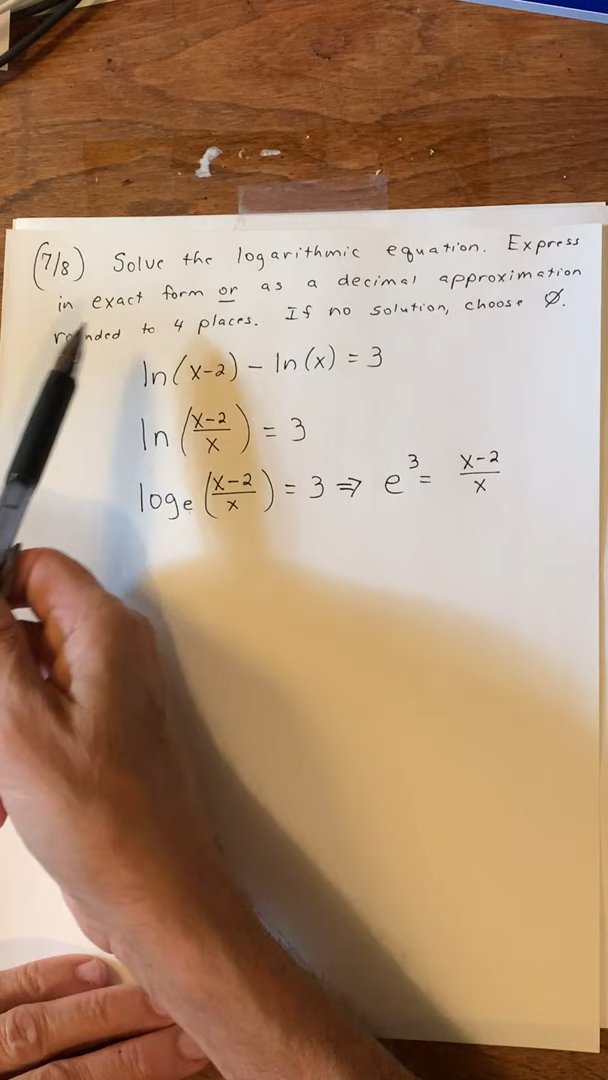 (7/8) Solve the logarithmic equation. Express
in exact form or as a decimal approximation
rounded to 4 places. If no solution, choose ∅.
ln(x-2) - ln(x) = 3
ln((x-2)/x) = 3
logₑ((x-2)/x) = 3 ⇒ e³ = (x-2)/x